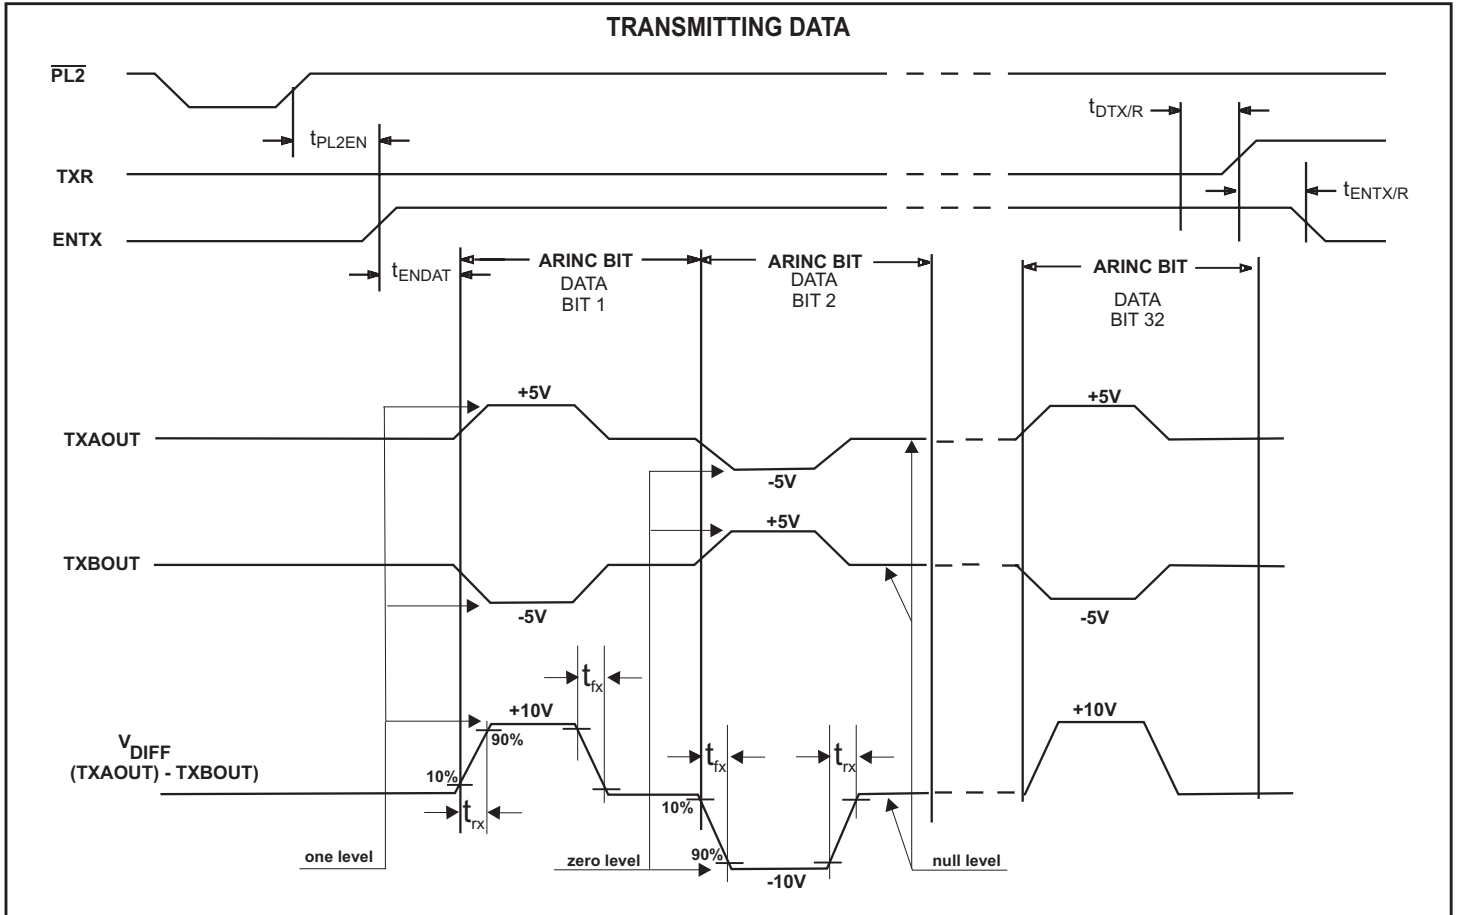 TRANSMITTING DATA
PL2
tDTX/R
tPL2EN
TXR
tENTX/R
ENTX
tENDAT
ARINC BIT
DATA
BIT 1
ARINC BIT
DATA
BIT 2
ARINC BIT
DATA
BIT 32
+5V
+5V
TXAOUT
-5V
+5V
TXBOUT
-5V
-5V
tfx
+10V
+10V
90%
VDIFF
(TXAOUT) - TXBOUT)
tfx
trx
10%
10%
trx
90%
one level
zero level
null level
-10V